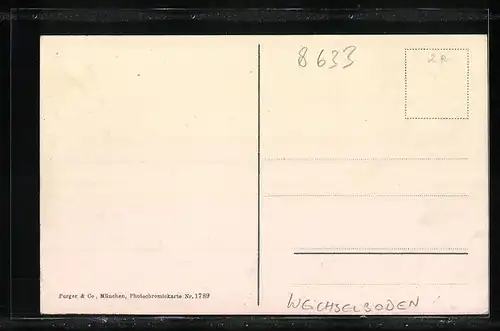 8633
2R
Purger & Co., München, Photochromiekarte Nr. 1789
WEICHSELBODEN